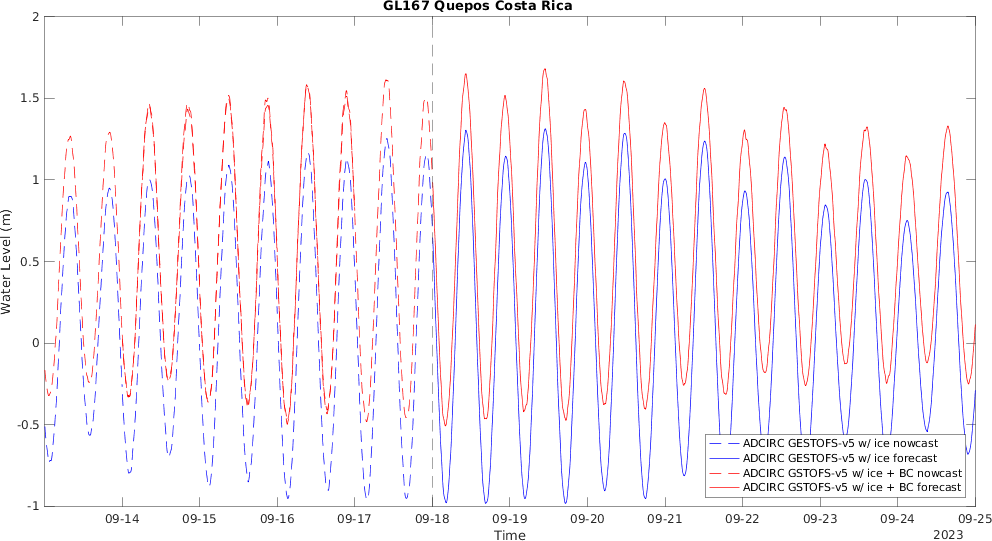 GL167 Quepos Costa Rica
2
1.5
1
0.5
0
-0.5
-1
Water Level (m)
ADCIRC GESTOFS-v5 w/ ice nowcast
ADCIRC GESTOFS-v5 w/ ice forecast
ADCIRC GSTOFS-v5 w/ ice + BC nowcast
ADCIRC GSTOFS-v5 w/ ice + BC forecast
09-14 09-15 09-16 09-17 09-18 09-19 09-20 09-21 09-22 09-23 09-24 09-25
Time
2023